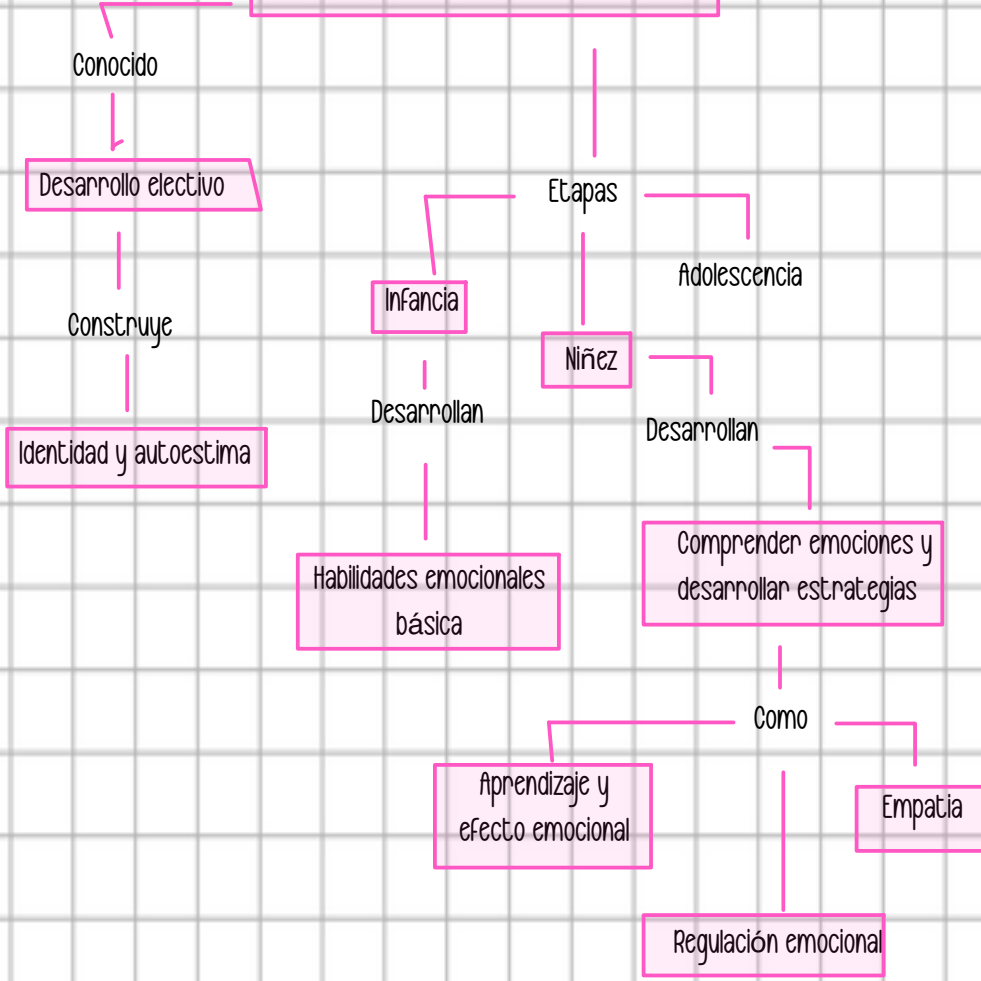 Conocido
Desarrollo electivo
Construye
Identidad y autoestima
Etapas
Infancia
Desarrollan
Habilidades emocionales
básica
Niñez
Desarrollan
Comprender emociones y
desarrollar estrategias
Como
Aprendizaje y
efecto emocional
Regulación emocional
Empatia
Adolescencia